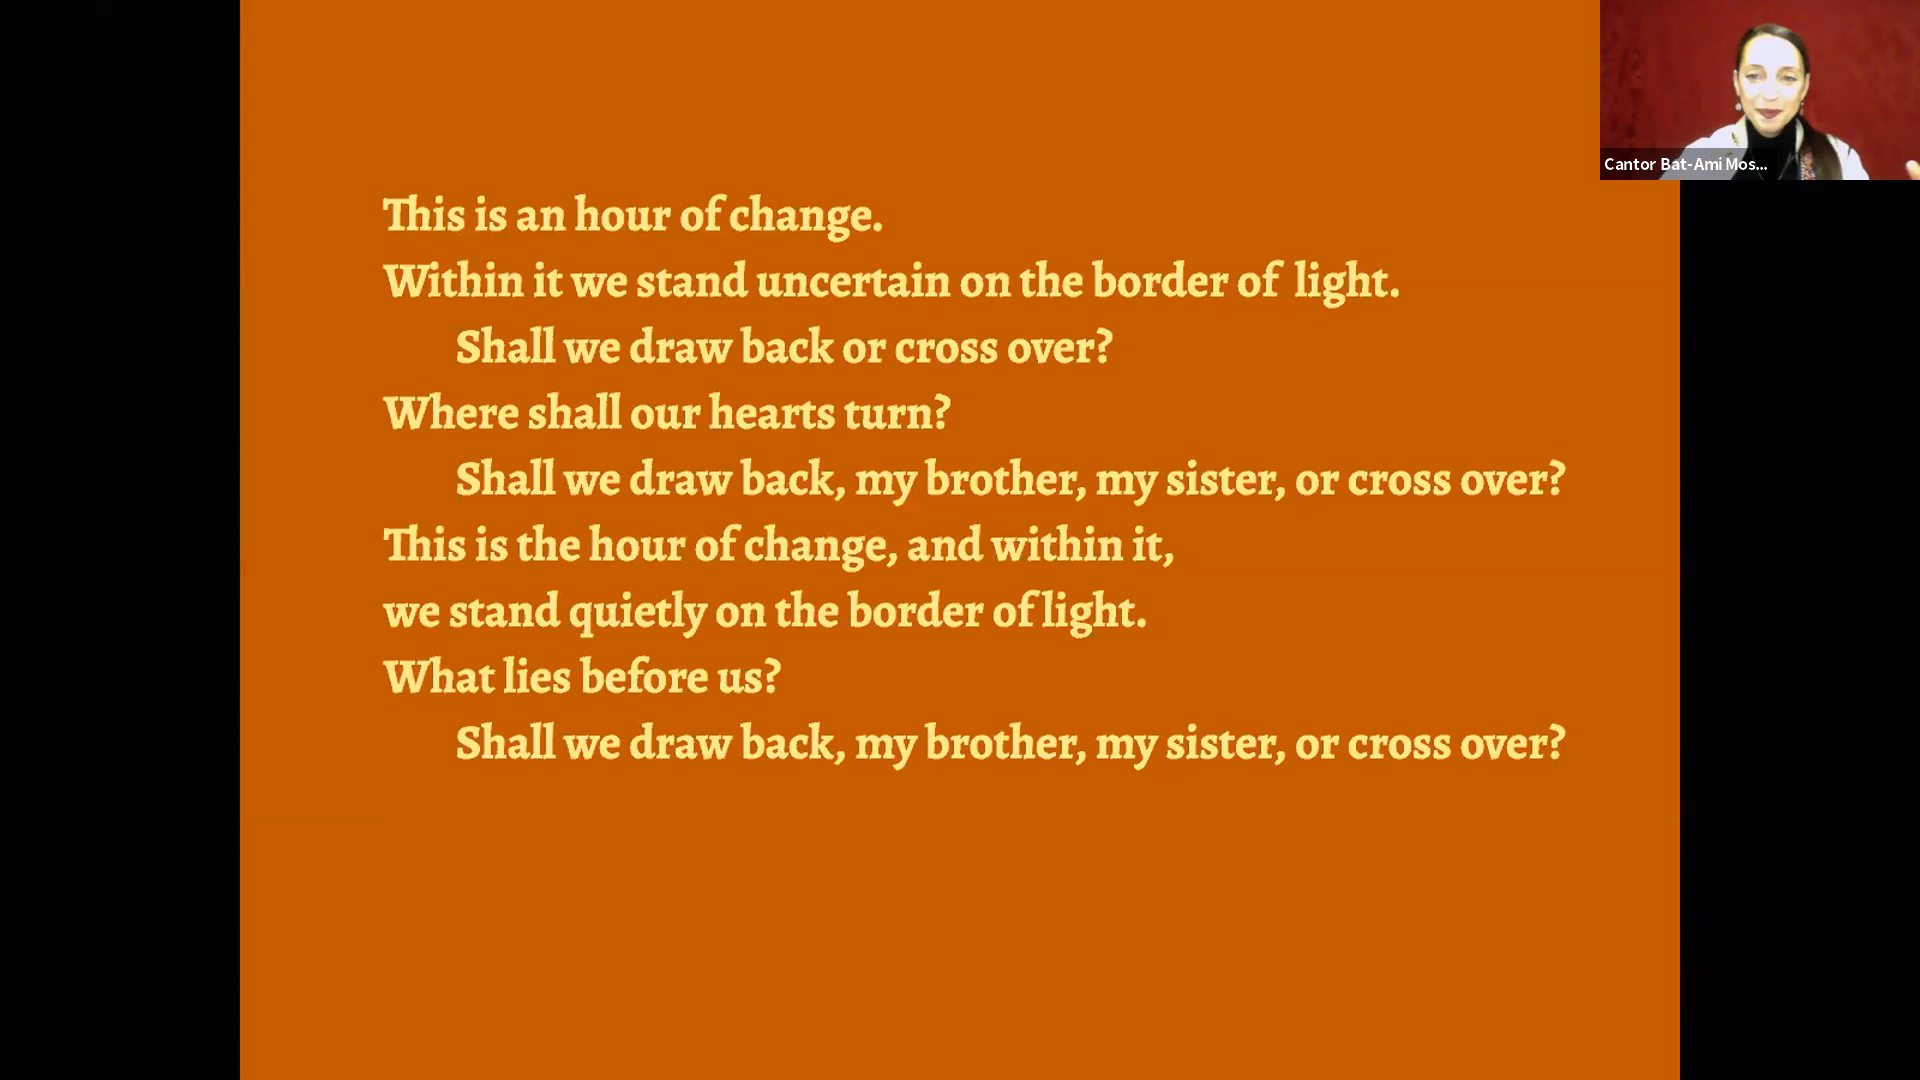 This is an hour of change.
Within it we stand uncertain on the border of light.
Shall we draw back or cross over?
Where shall our hearts turn?
Shall we draw back, my brother, my sister, or cross over?
This is the hour of change, and within it,
we stand quietly on the border of light.
What lies before us?
Shall we draw back, my brother, my sister, or cross over?
Cantor Bat-Ami Mos...